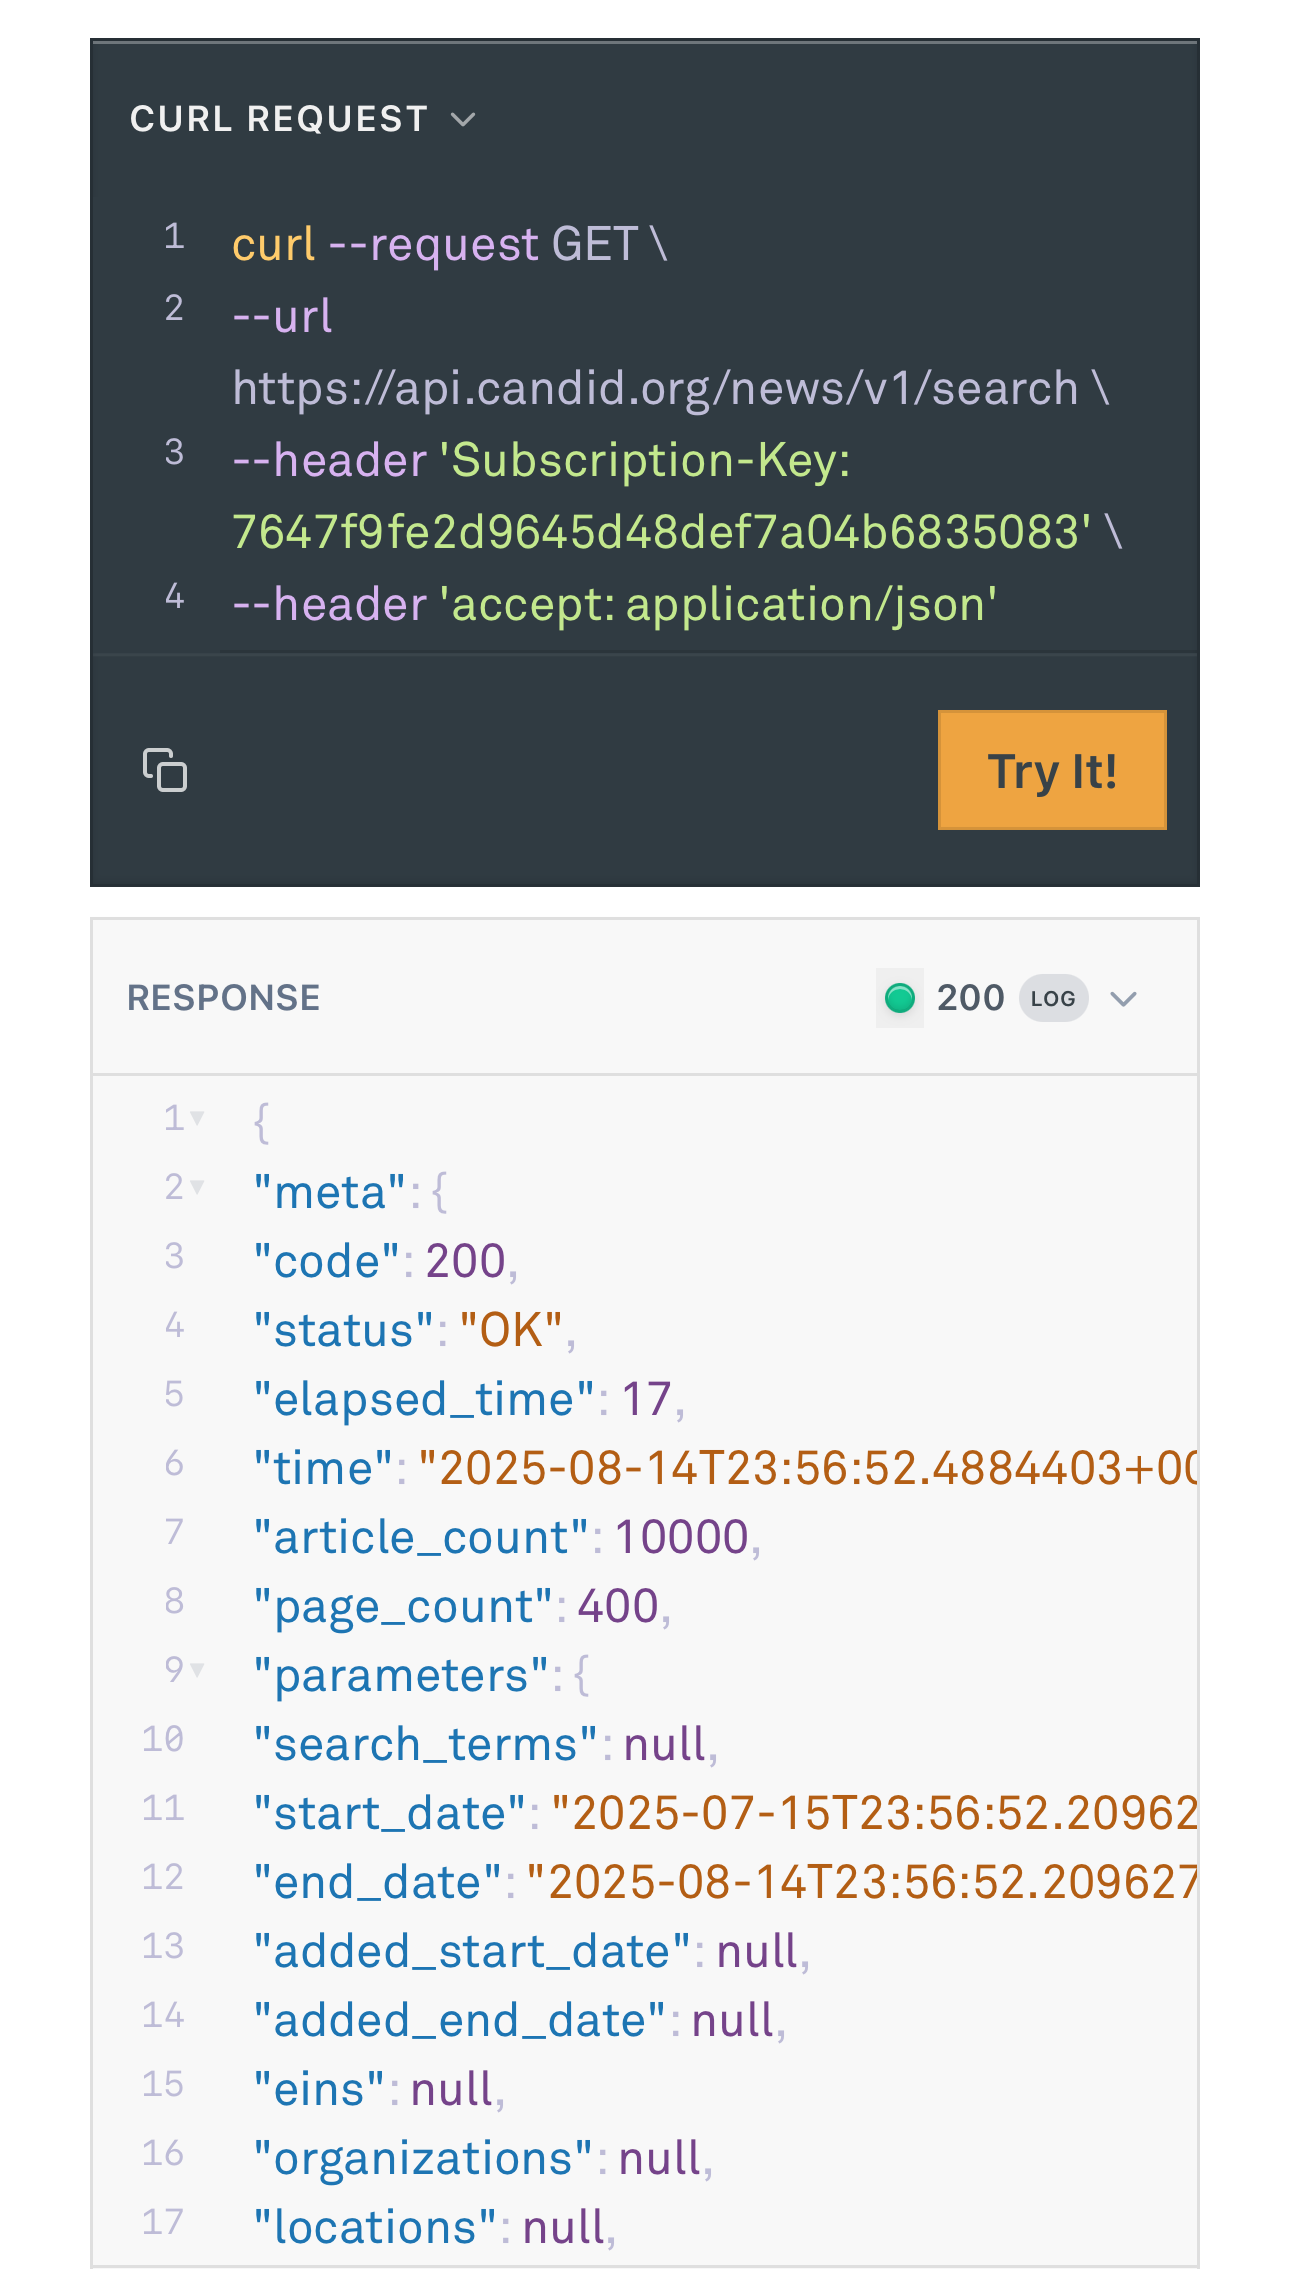 CURL REQUEST
1 curl --request GET \
2 --url
https://api.candid.org/news/v1/search \
3 --header 'Subscription-Key:
7647f9fe2d9645d48def7a04b6835083' \
4 --header 'accept: application/json'
Try It!
RESPONSE 200 LOG
1 {
2 "meta": {
3 "code": 200,
4 "status": "OK",
5 "elapsed_time": 17,
6 "time": "2025-08-14T23:56:52.4884403+00
7 "article_count": 10000,
8 "page_count": 400,
9 "parameters": {
10 "search_terms": null,
11 "start_date": "2025-07-15T23:56:52.20962
12 "end_date": "2025-08-14T23:56:52.209627
13 "added_start_date": null,
14 "added_end_date": null,
15 "eins": null,
16 "organizations": null,
17 "locations": null,